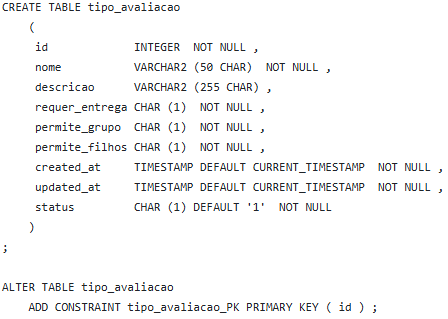 CREATE TABLE tipo_avaliacao
(
id INTEGER NOT NULL ,
nome VARCHAR2 (50 CHAR) NOT NULL ,
descricao VARCHAR2 (255 CHAR) ,
requer_entrega CHAR (1) NOT NULL ,
permite_grupo CHAR (1) NOT NULL ,
permite_filhos CHAR (1) NOT NULL ,
created_at TIMESTAMP DEFAULT CURRENT_TIMESTAMP NOT NULL ,
updated_at TIMESTAMP DEFAULT CURRENT_TIMESTAMP NOT NULL ,
status CHAR (1) DEFAULT '1' NOT NULL
)
;
ALTER TABLE tipo_avaliacao
ADD CONSTRAINT tipo_avaliacao_PK PRIMARY KEY ( id ) ;